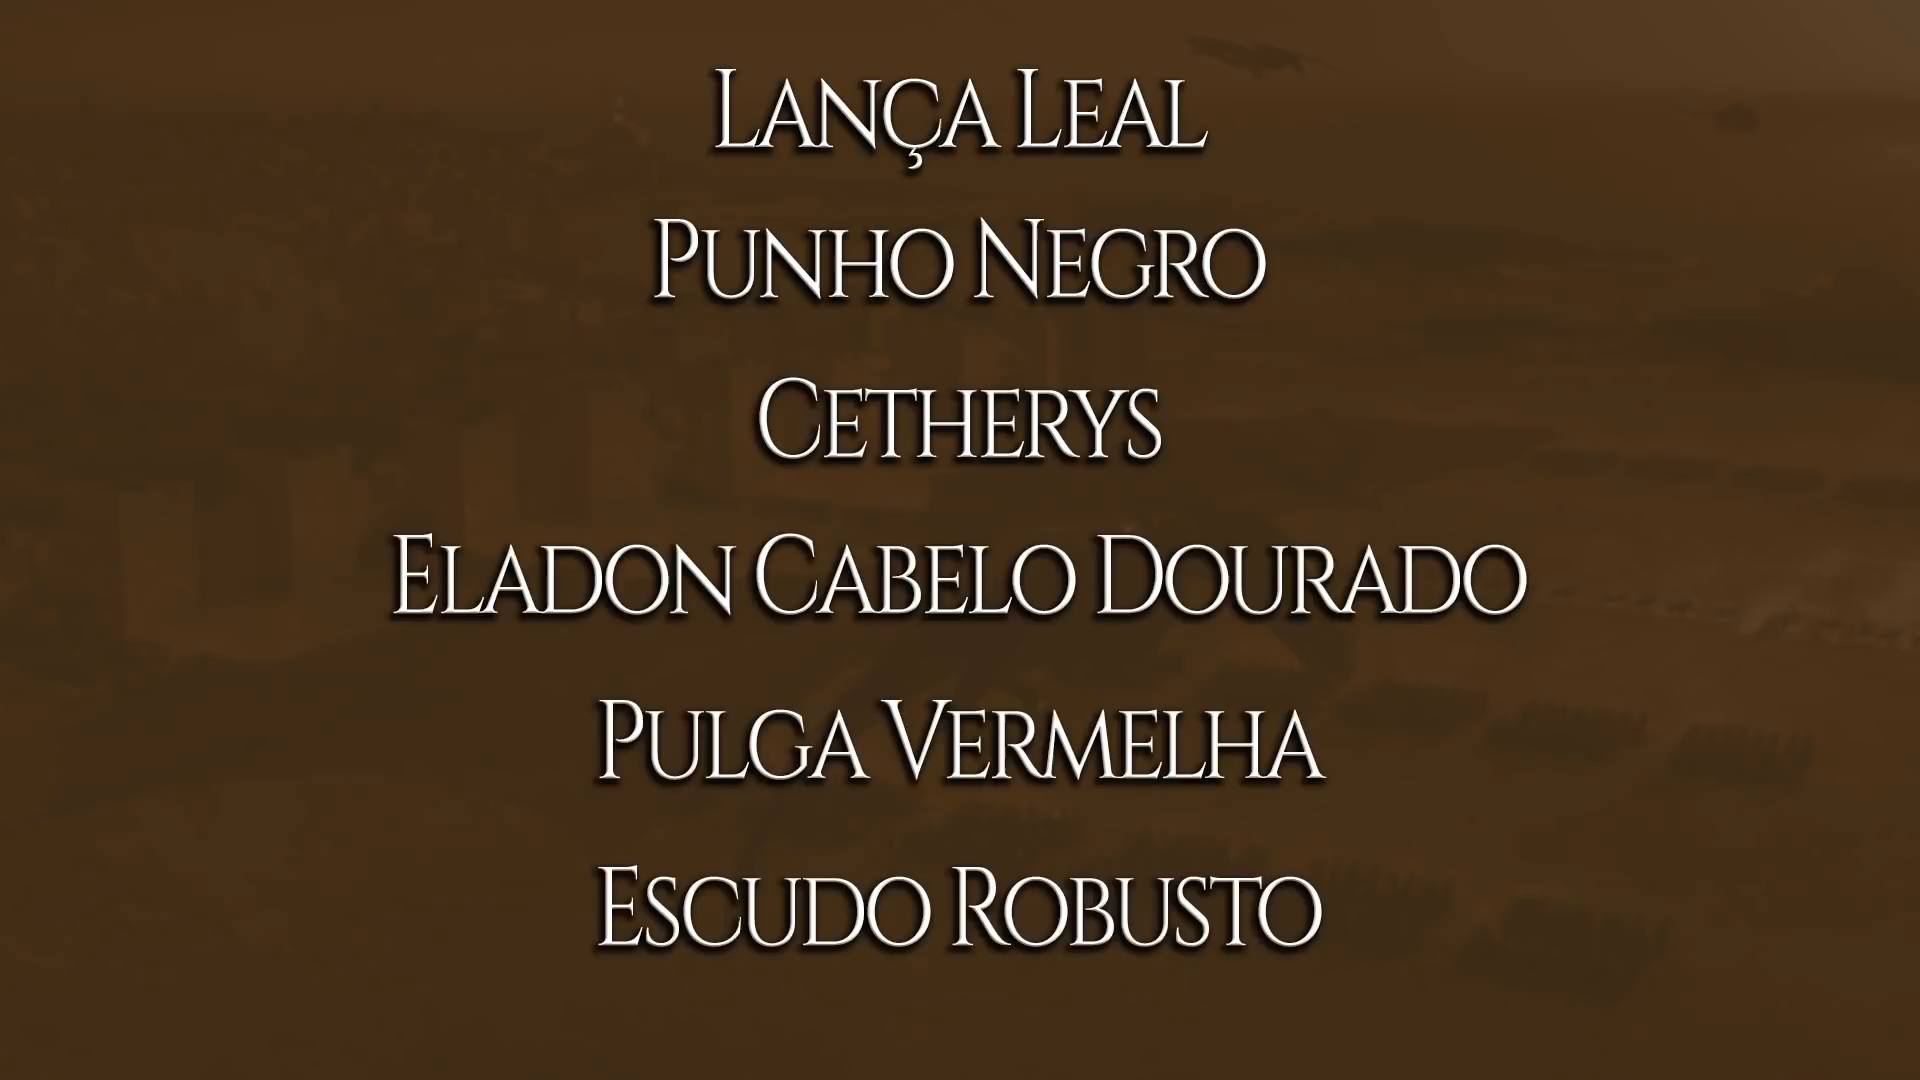 Lança Leal
Punho Negro
Cetherys
Eladon Cabelo Dourado
Pulga Vermelha
Escudo Robusto